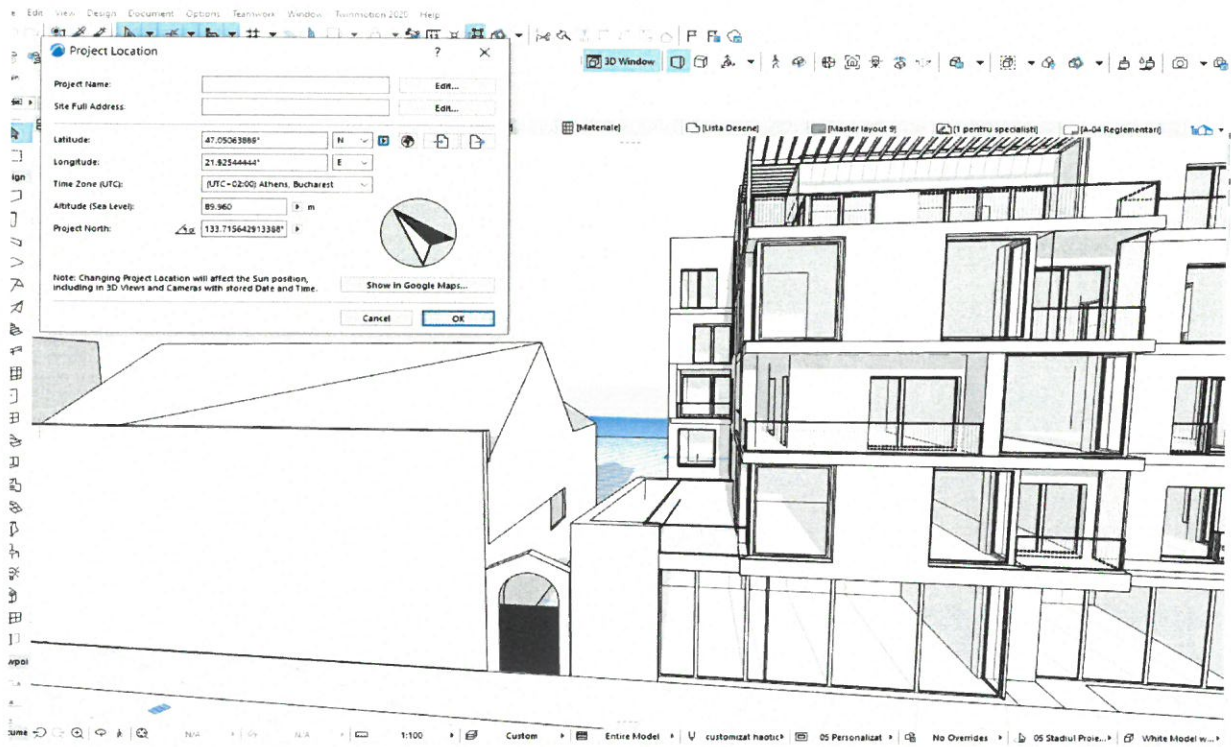 Edit View Design Document Options Teamwork Window Twinmotion 2020 Help
Project Location ? ×
3D Window
Project Name: Edit...
Site Full Address: Edit...
[Materiale] [Lista Desene] [Master layout 9] [1 pentru specialisti] [A-04 Reglementari]
Latitude: 47.05063889° N
Longitude: 21.92544444° E
Time Zone (UTC): (UTC+02:00) Athens, Bucharest
Altitude (Sea Level): 89.960 m
Project North: α 133.715642913388°
Note: Changing Project Location will affect the Sun position,
including in 3D Views and Cameras with stored Date and Time.
Show in Google Maps...
Cancel OK
N/A N/A 1:100 Custom Entire Model customizat haotic 05 Personalizat No Overrides 05 Stadiul Proie... White Model w...